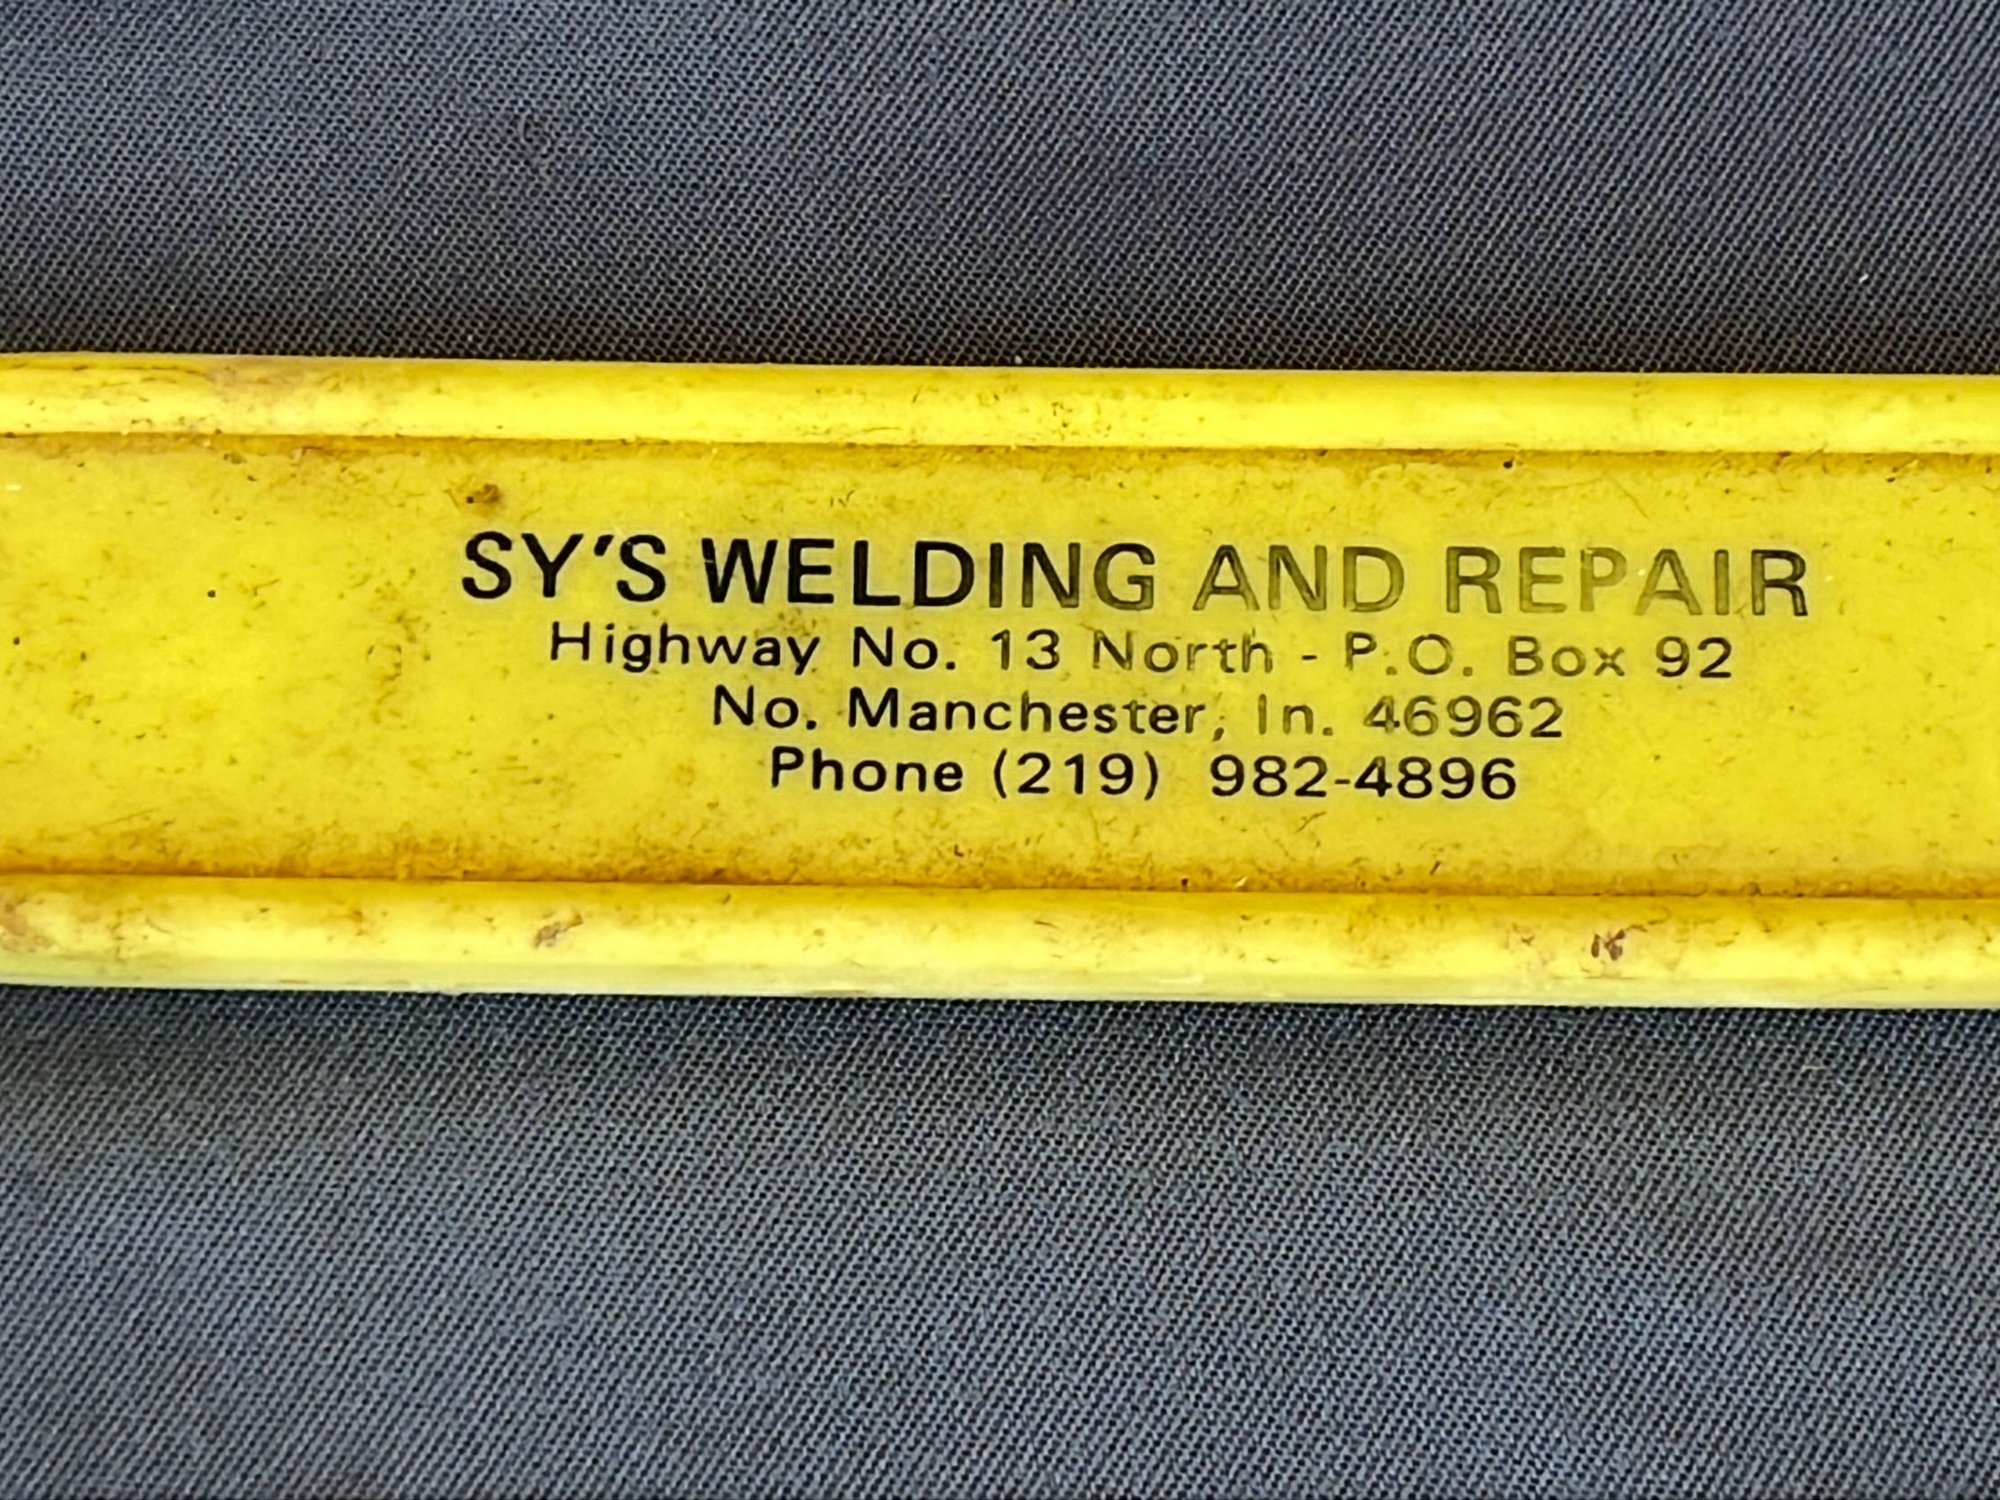 SY'S WELDING AND REPAIR
Highway No. 13 North - P.O. Box 92
No. Manchester, In. 46962
Phone (219) 982-4896